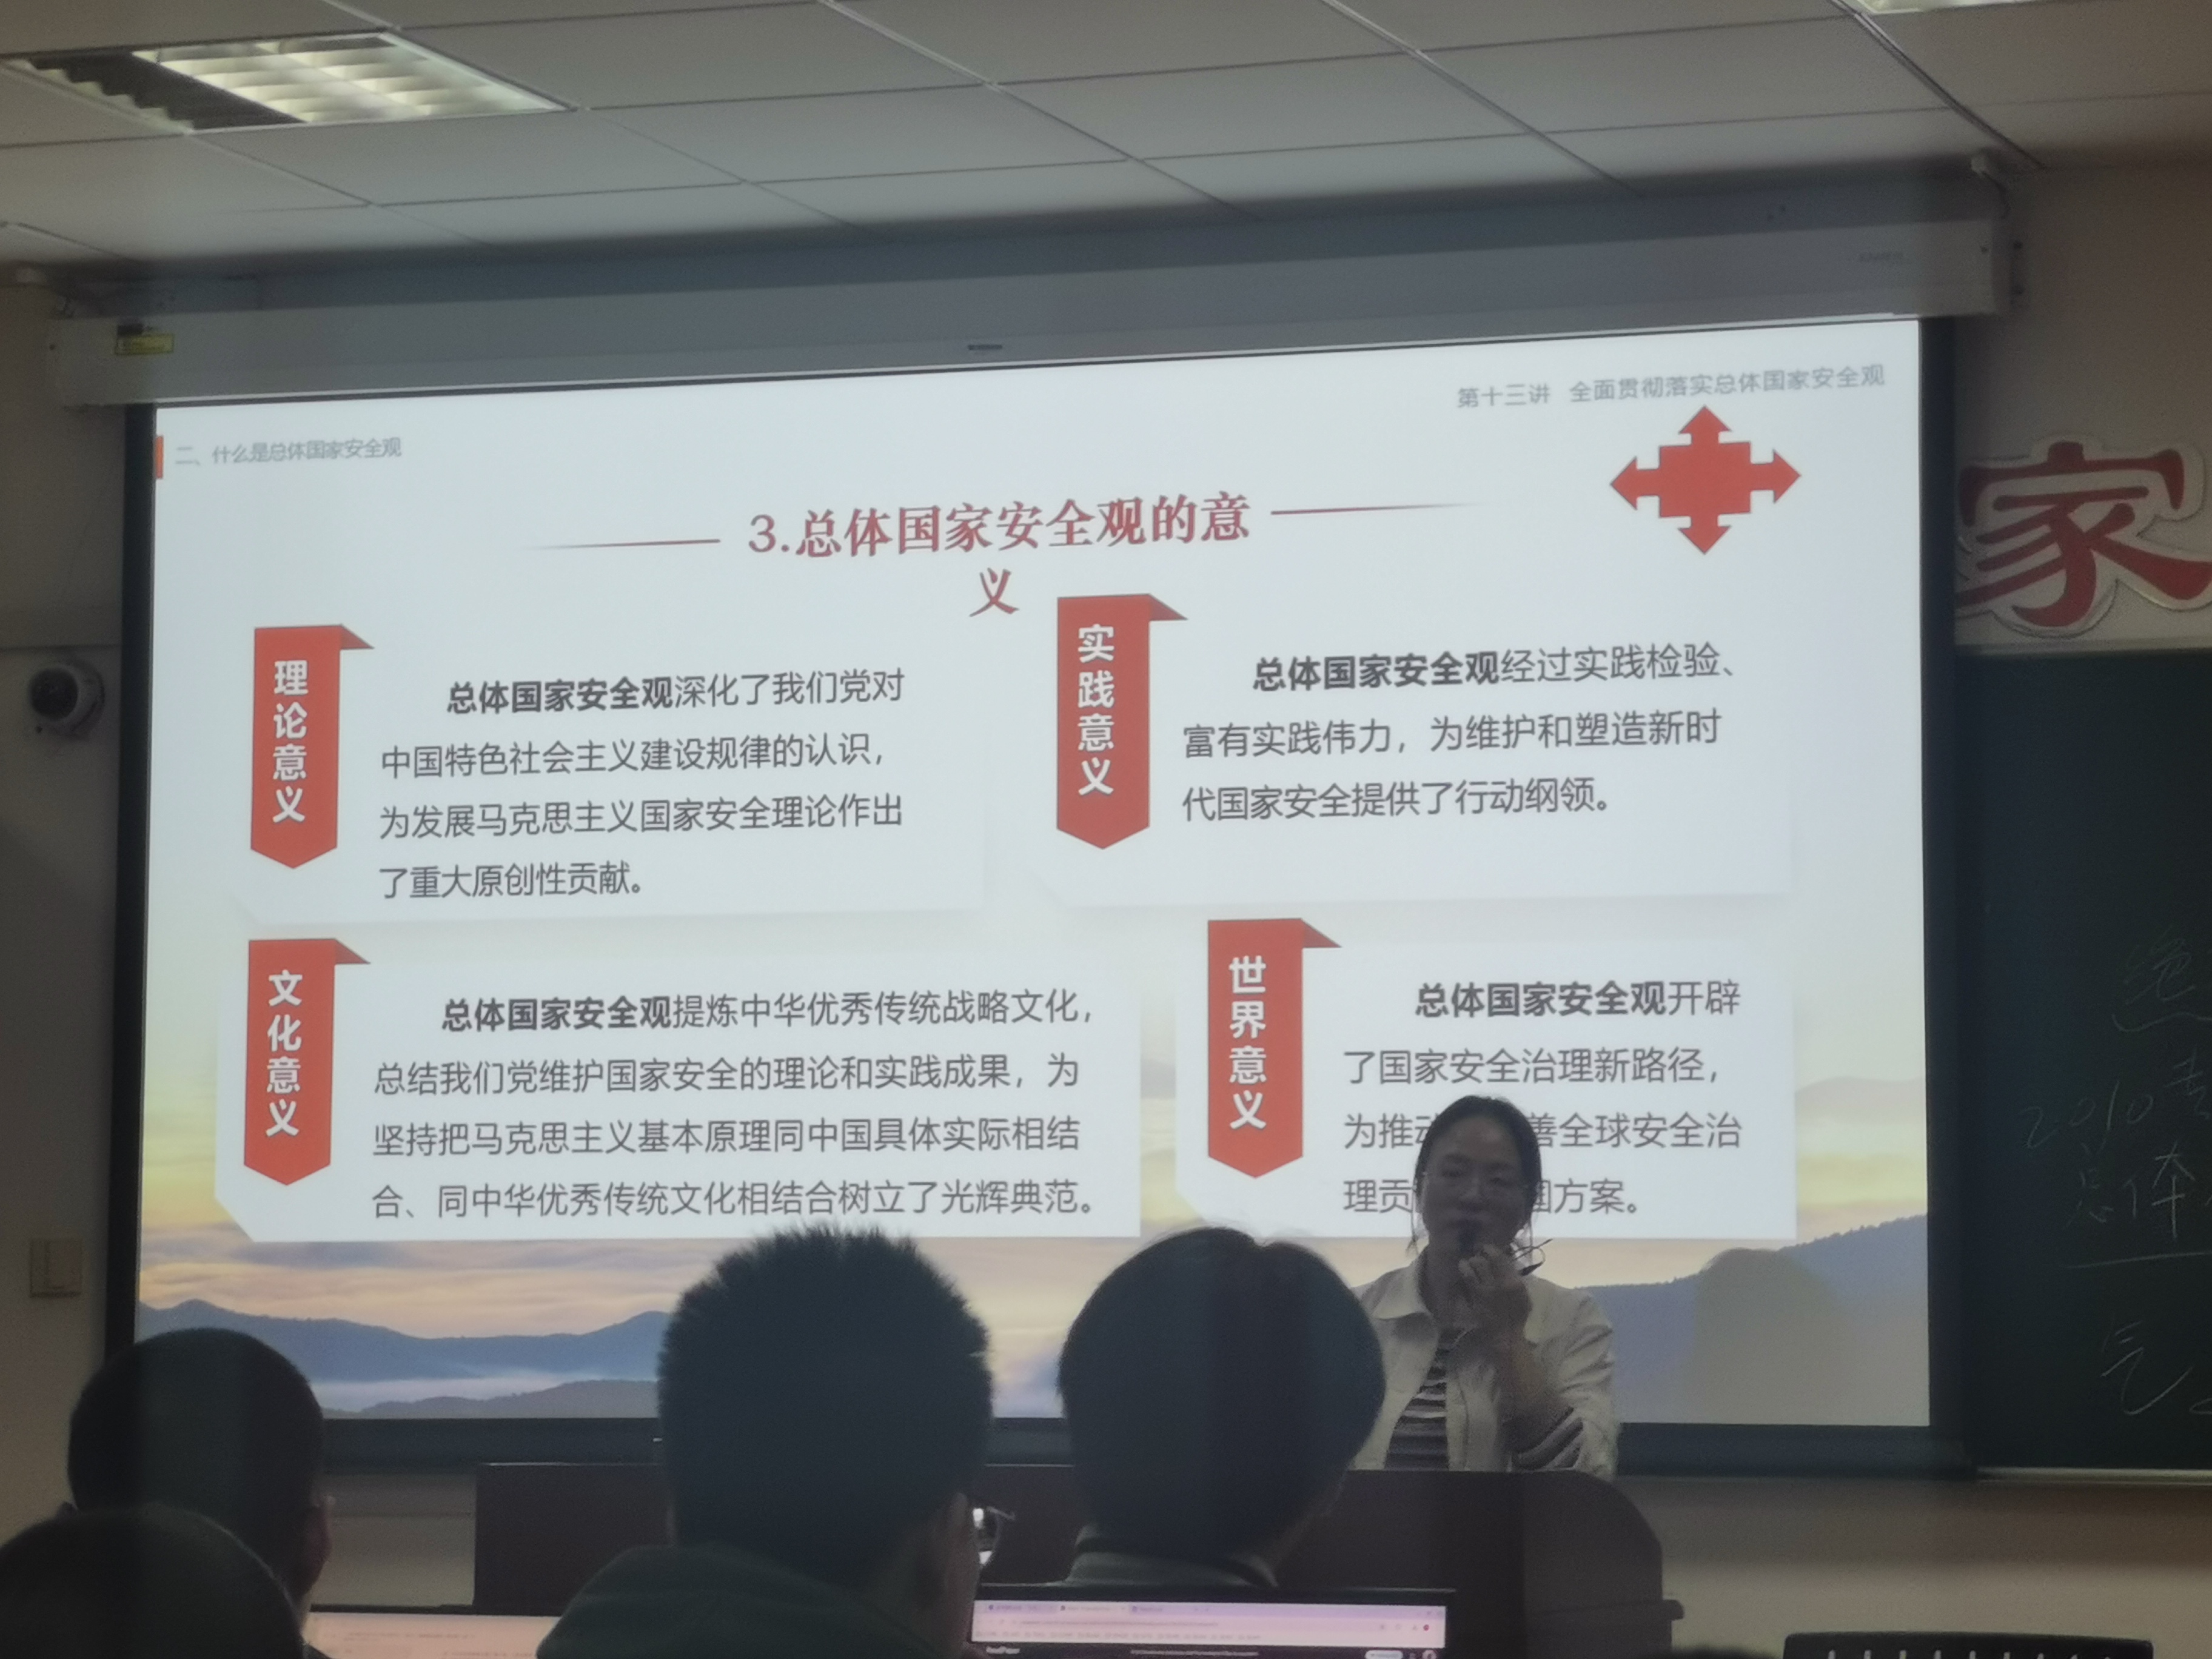 第十三讲 全面贯彻落实总体国家安全观
二、什么是总体国家安全观
3.总体国家安全观的意
义
理论意义
总体国家安全观深化了我们党对
中国特色社会主义建设规律的认识，
为发展马克思主义国家安全理论作出
了重大原创性贡献。
实践意义
总体国家安全观经过实践检验、
富有实践伟力，为维护和塑造新时
代国家安全提供了行动纲领。
文化意义
总体国家安全观提炼中华优秀传统战略文化，
总结我们党维护国家安全的理论和实践成果，为
坚持把马克思主义基本原理同中国具体实际相结
合、同中华优秀传统文化相结合树立了光辉典范。
世界意义
总体国家安全观开辟
了国家安全治理新路径，
为推 善全球安全治
理贡 方案。
家
2010
总体
气